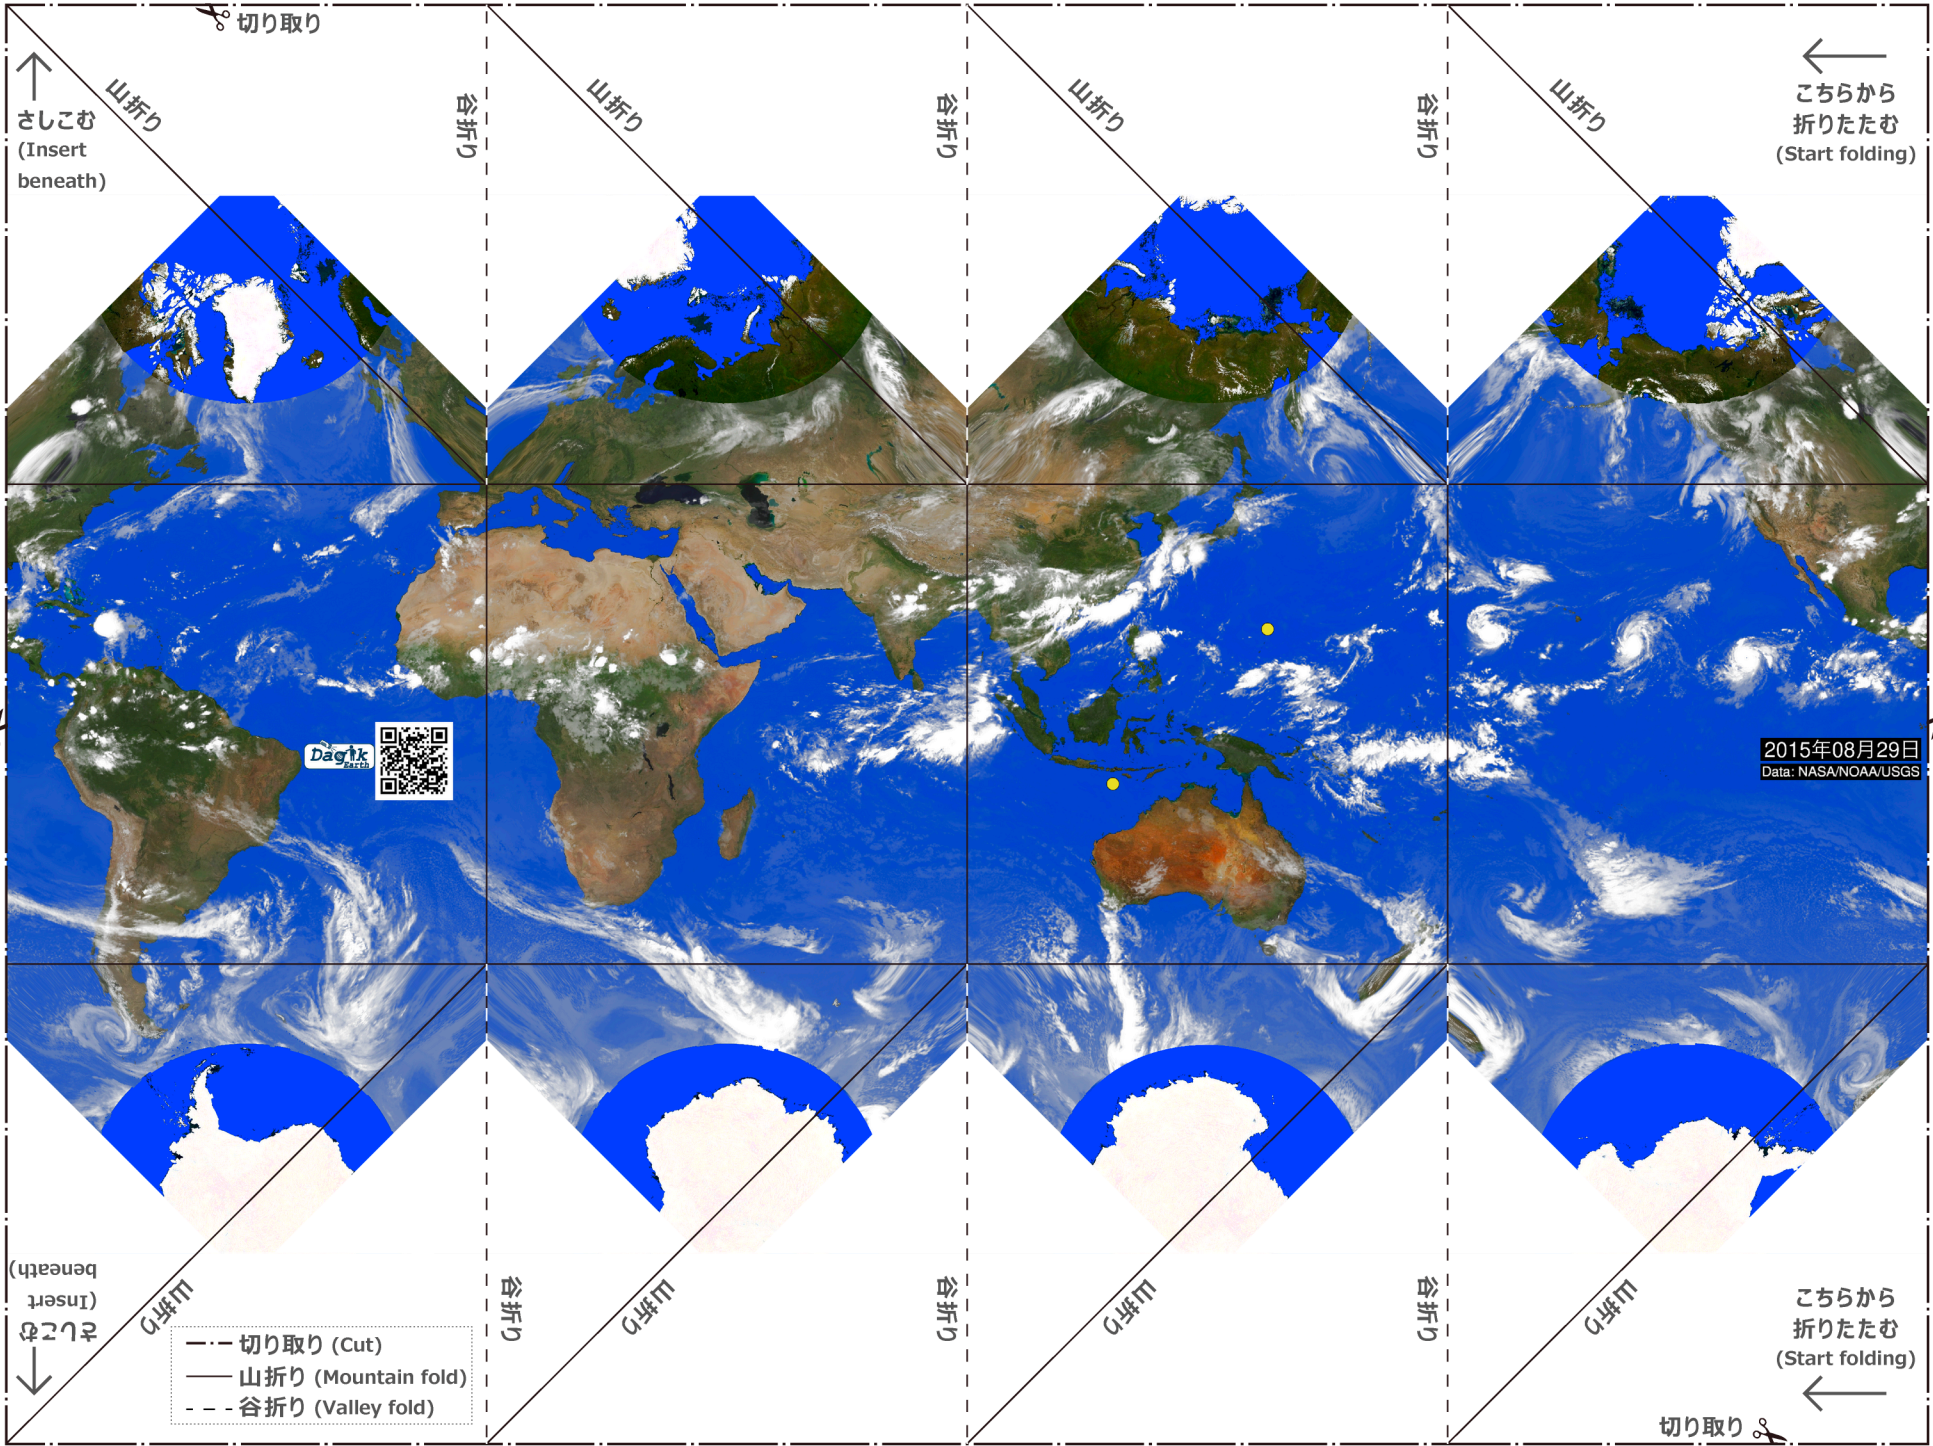 切り取り
山折り
谷折り
山折り
谷折り
山折り
谷折り
山折り
さしこむ
(Insert
beneath)
こちらから
折りたたむ
(Start folding)
Dagik
Earth
2015年08月29日
Data: NASA/NOAA/USGS
さしこむ
(Insert
beneath)
山折り
谷折り
山折り
谷折り
山折り
谷折り
山折り
こちらから
折りたたむ
(Start folding)
切り取り (Cut)
山折り (Mountain fold)
谷折り (Valley fold)
切り取り